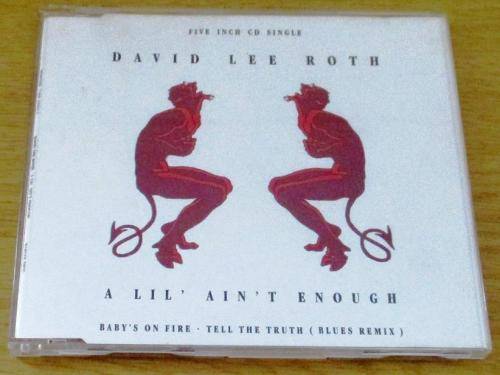 FIVE INCH CD SINGLE
DAVID LEE ROTH
A LIL' AIN'T ENOUGH
BABY'S ON FIRE · TELL THE TRUTH ( BLUES REMIX )